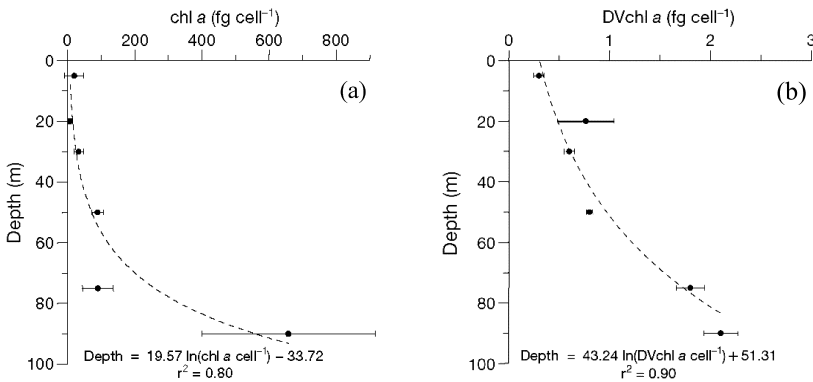 chl a (fg cell⁻¹)
0 200 400 600 800
0
20
40
60
80
100
Depth (m)
(a)
Depth = 19.57 ln(chl a cell⁻¹) – 33.72
r² = 0.80
DVchl a (fg cell⁻¹)
0 1 2 3
0
20
40
60
80
100
Depth (m)
(b)
Depth = 43.24 ln(DVchl a cell⁻¹) + 51.31
r² = 0.90